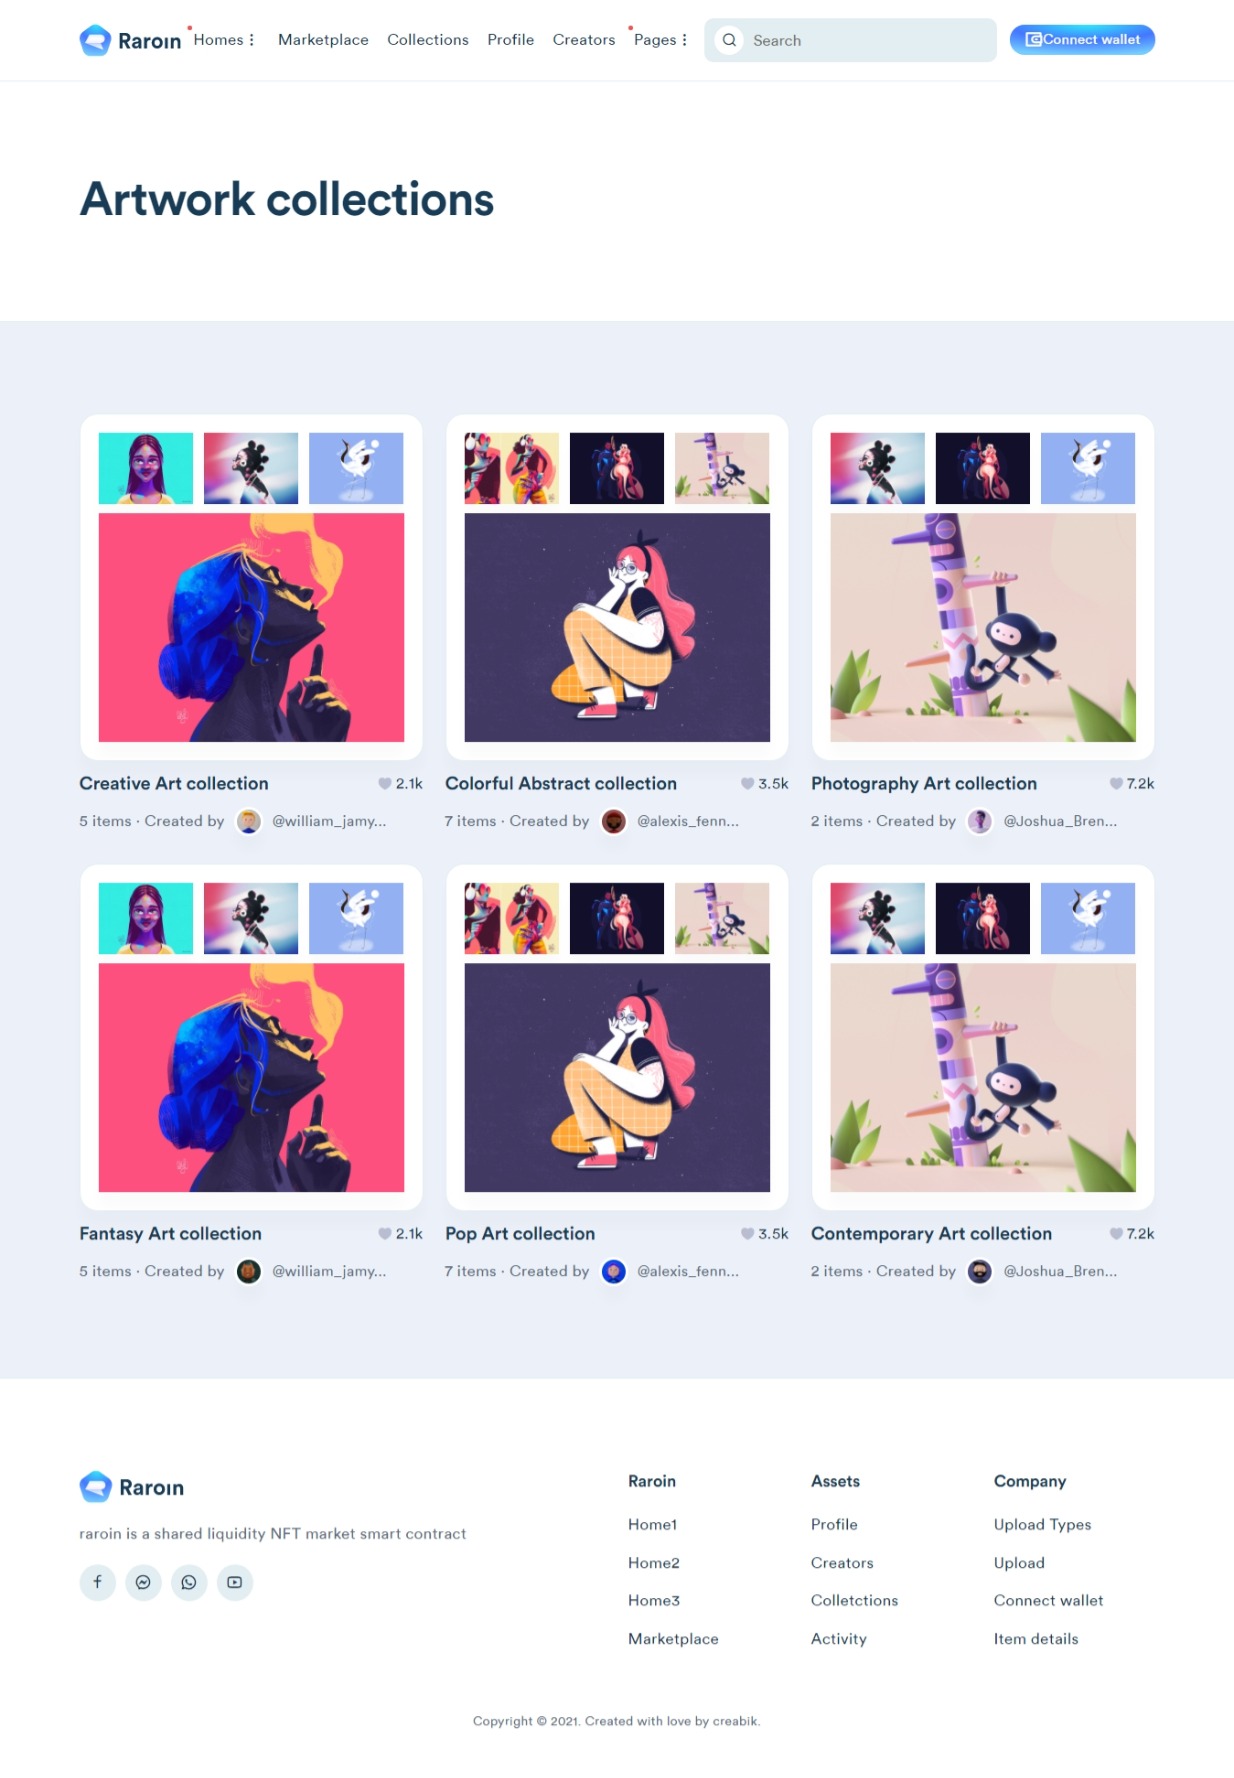 Raroin Homes Marketplace Collections Profile Creators Pages Search Connect wallet
Artwork collections
Creative Art collection 2.1k
5 items · Created by @william_jamy...
Colorful Abstract collection 3.5k
7 items · Created by @alexis_fenn...
Photography Art collection 7.2k
2 items · Created by @Joshua_Bren...
Fantasy Art collection 2.1k
5 items · Created by @william_jamy...
Pop Art collection 3.5k
7 items · Created by @alexis_fenn...
Contemporary Art collection 7.2k
2 items · Created by @Joshua_Bren...
Raroin
raroin is a shared liquidity NFT market smart contract
Raroin
Home1
Home2
Home3
Marketplace
Assets
Profile
Creators
Colletctions
Activity
Company
Upload Types
Upload
Connect wallet
Item details
Copyright © 2021. Created with love by creabik.